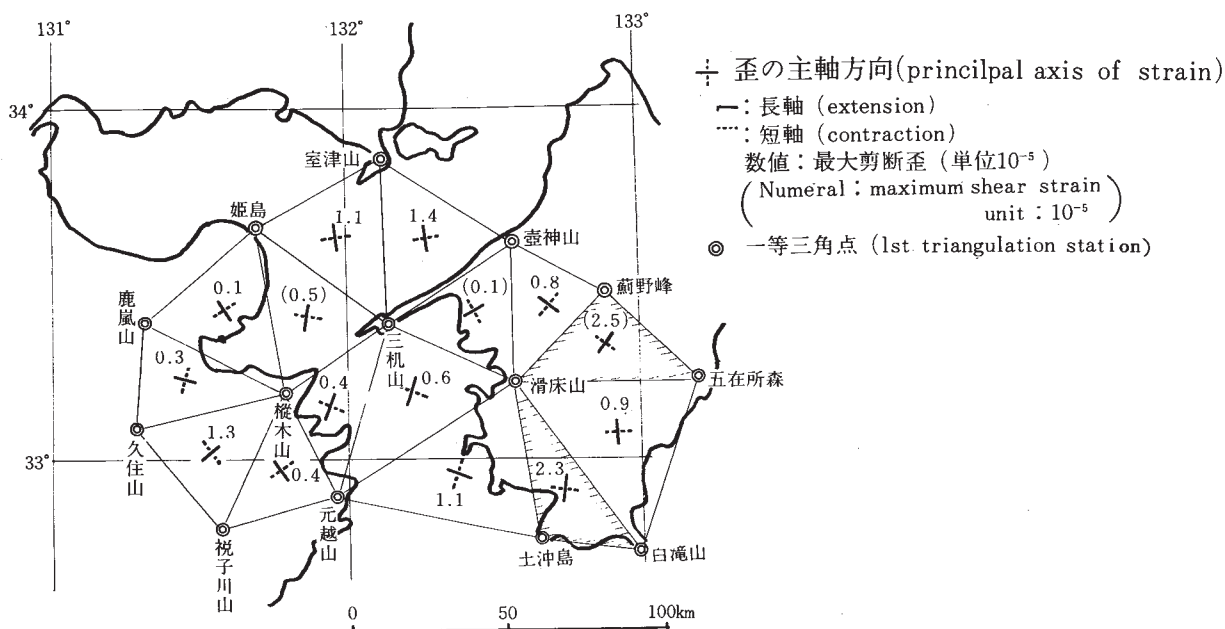 131°
132°
133°
34°
33°
歪の主軸方向(princilpal axis of strain)
：長軸 (extension)
：短軸 (contraction)
数値：最大剪断歪 (単位10⁻⁵)
(Numeral：maximum shear strain
unit：10⁻⁵)
一等三角点 (1st triangulation station)
室津山
姫島
1.1
1.4
壺神山
鹿嵐山
0.1
(0.5)
(0.1)
0.8
薊野峰
(2.5)
三机山
0.3
0.4
0.6
滑床山
五在所森
樅木山
久住山
1.3
0.4
0.9
1.1
2.3
元越山
祝子川山
土沖島
白滝山
0
50
100km